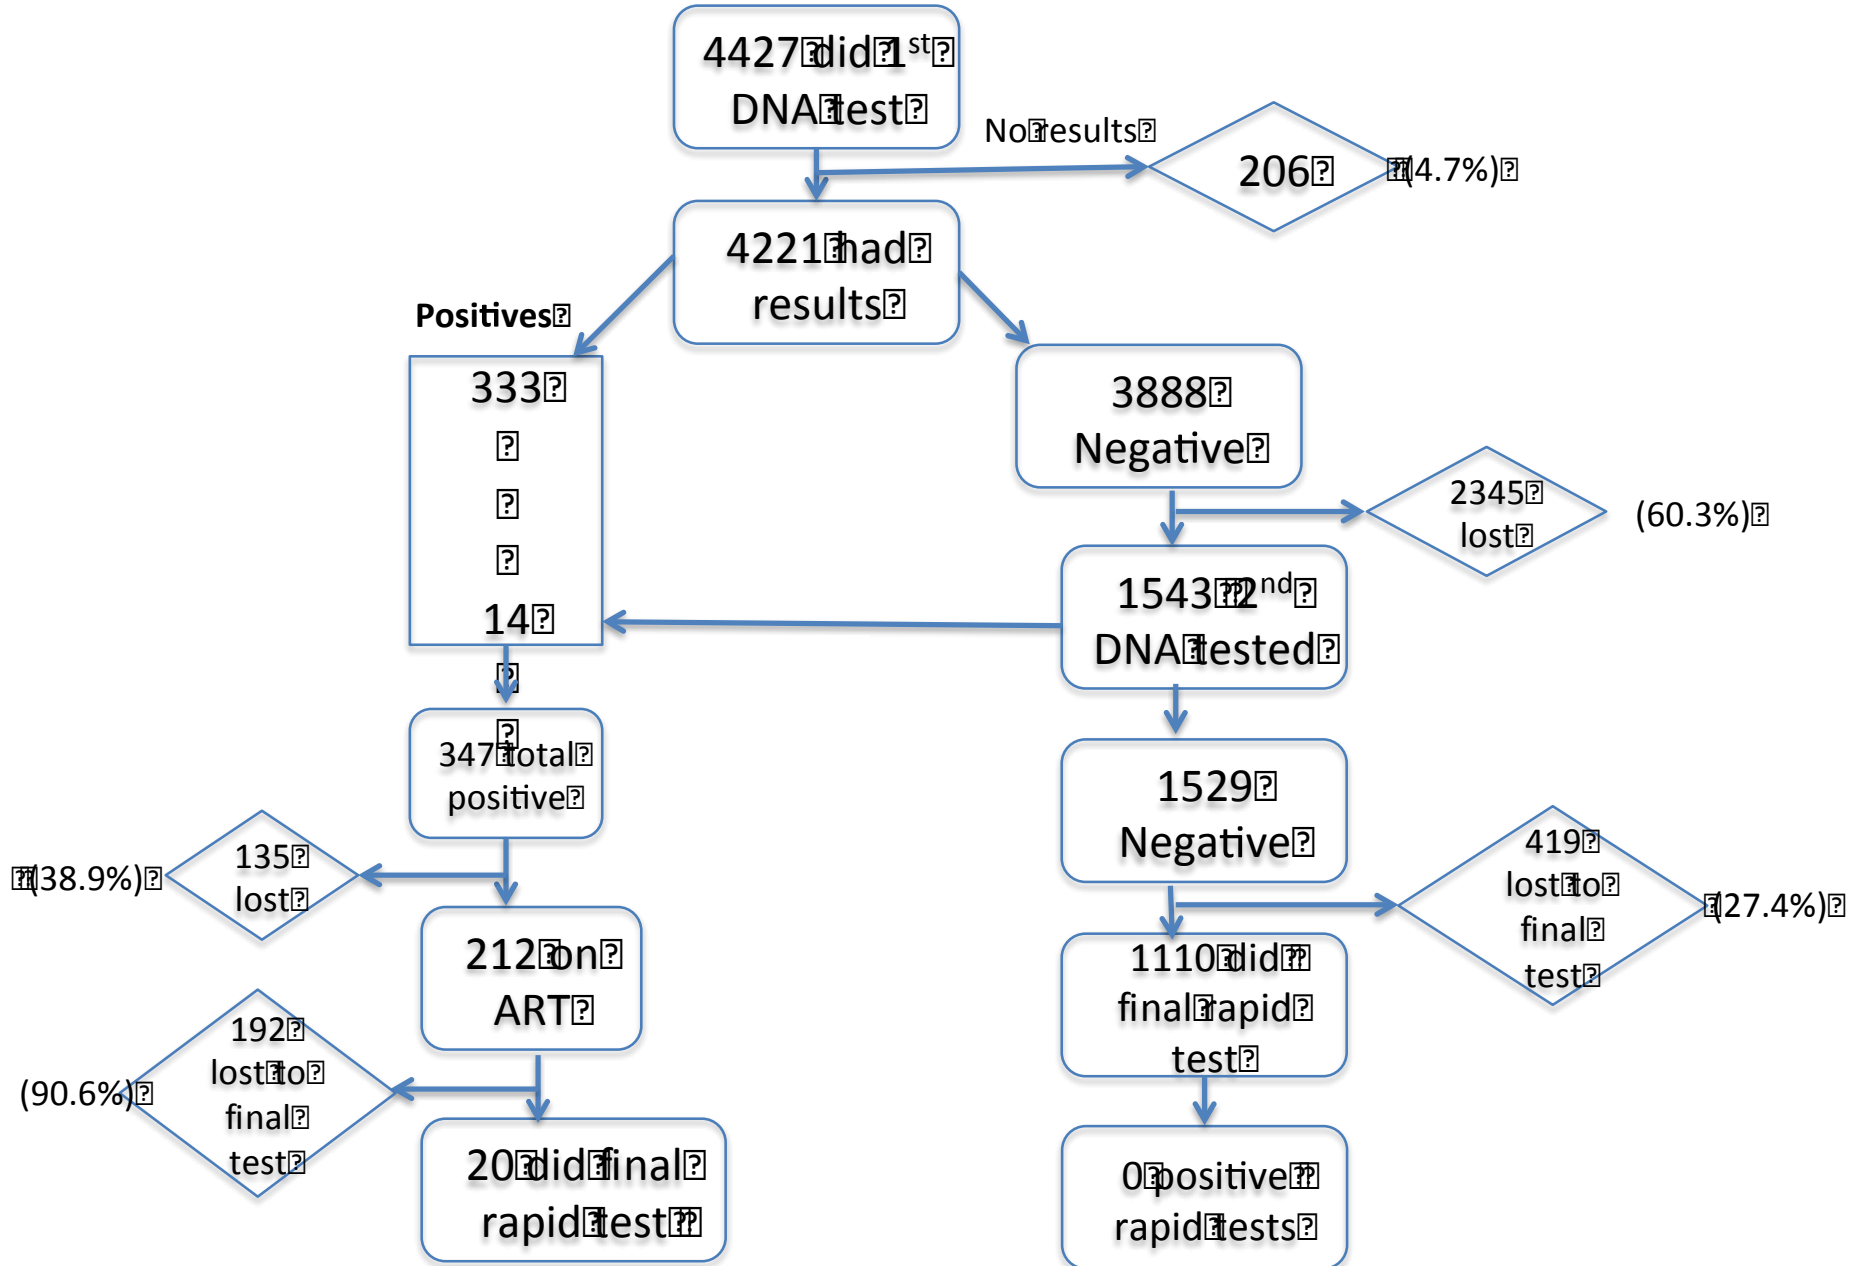 4427 did 1st
DNA test
No results
206
(4.7%)
4221 had
results
Positives
333
14
3888
Negative
2345
lost
(60.3%)
1543 2nd
DNA tested
347 total
positive
1529
Negative
135
lost
(38.9%)
419
lost to
final
test
(27.4%)
212 on
ART
1110 did
final rapid
test
192
lost to
final
test
(90.6%)
20 did final
rapid test
0 positive
rapid tests